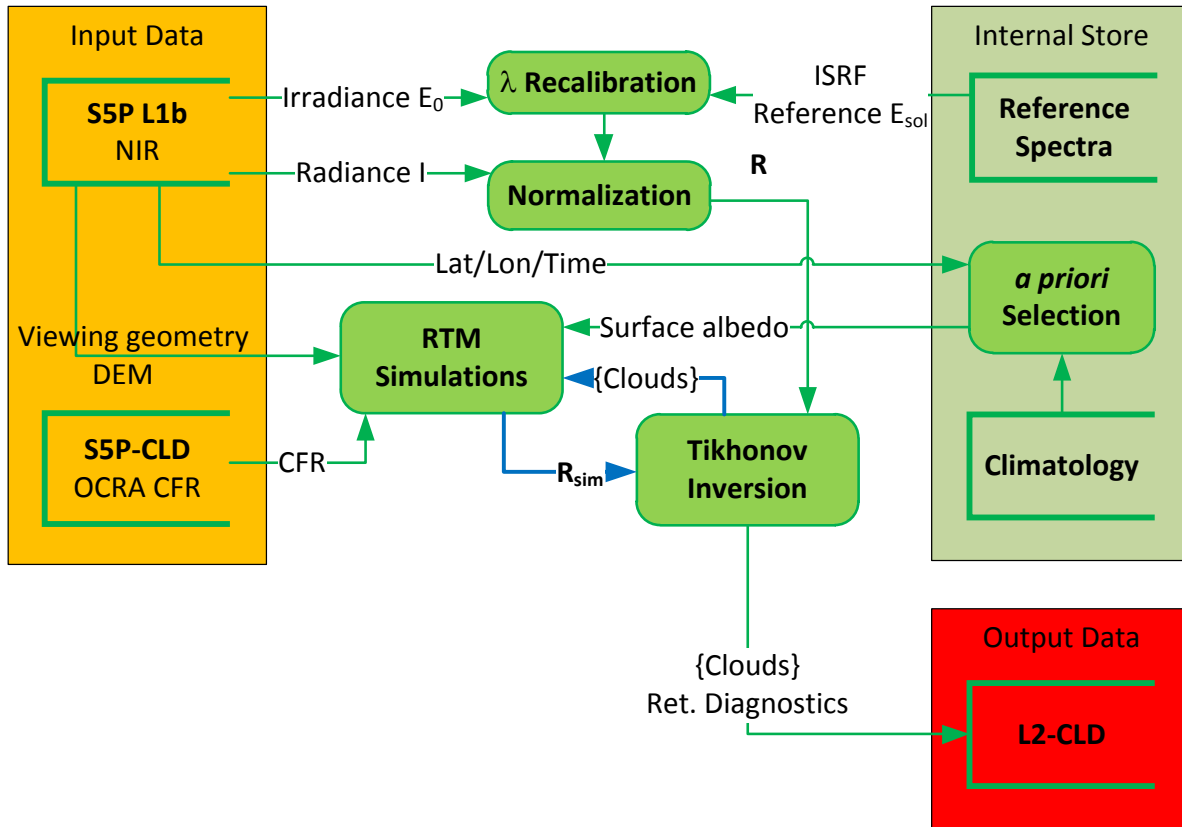 Input Data
Internal Store
S5P L1b
NIR
Irradiance E₀
λ Recalibration
ISRF
Reference Eₛₒₗ
Reference
Spectra
Radiance I
Normalization
R
Lat/Lon/Time
a priori
Selection
Viewing geometry
DEM
RTM
Simulations
Surface albedo
{Clouds}
S5P-CLD
OCRA CFR
CFR
Rₛᵢₘ
Tikhonov
Inversion
Climatology
{Clouds}
Ret. Diagnostics
Output Data
L2-CLD